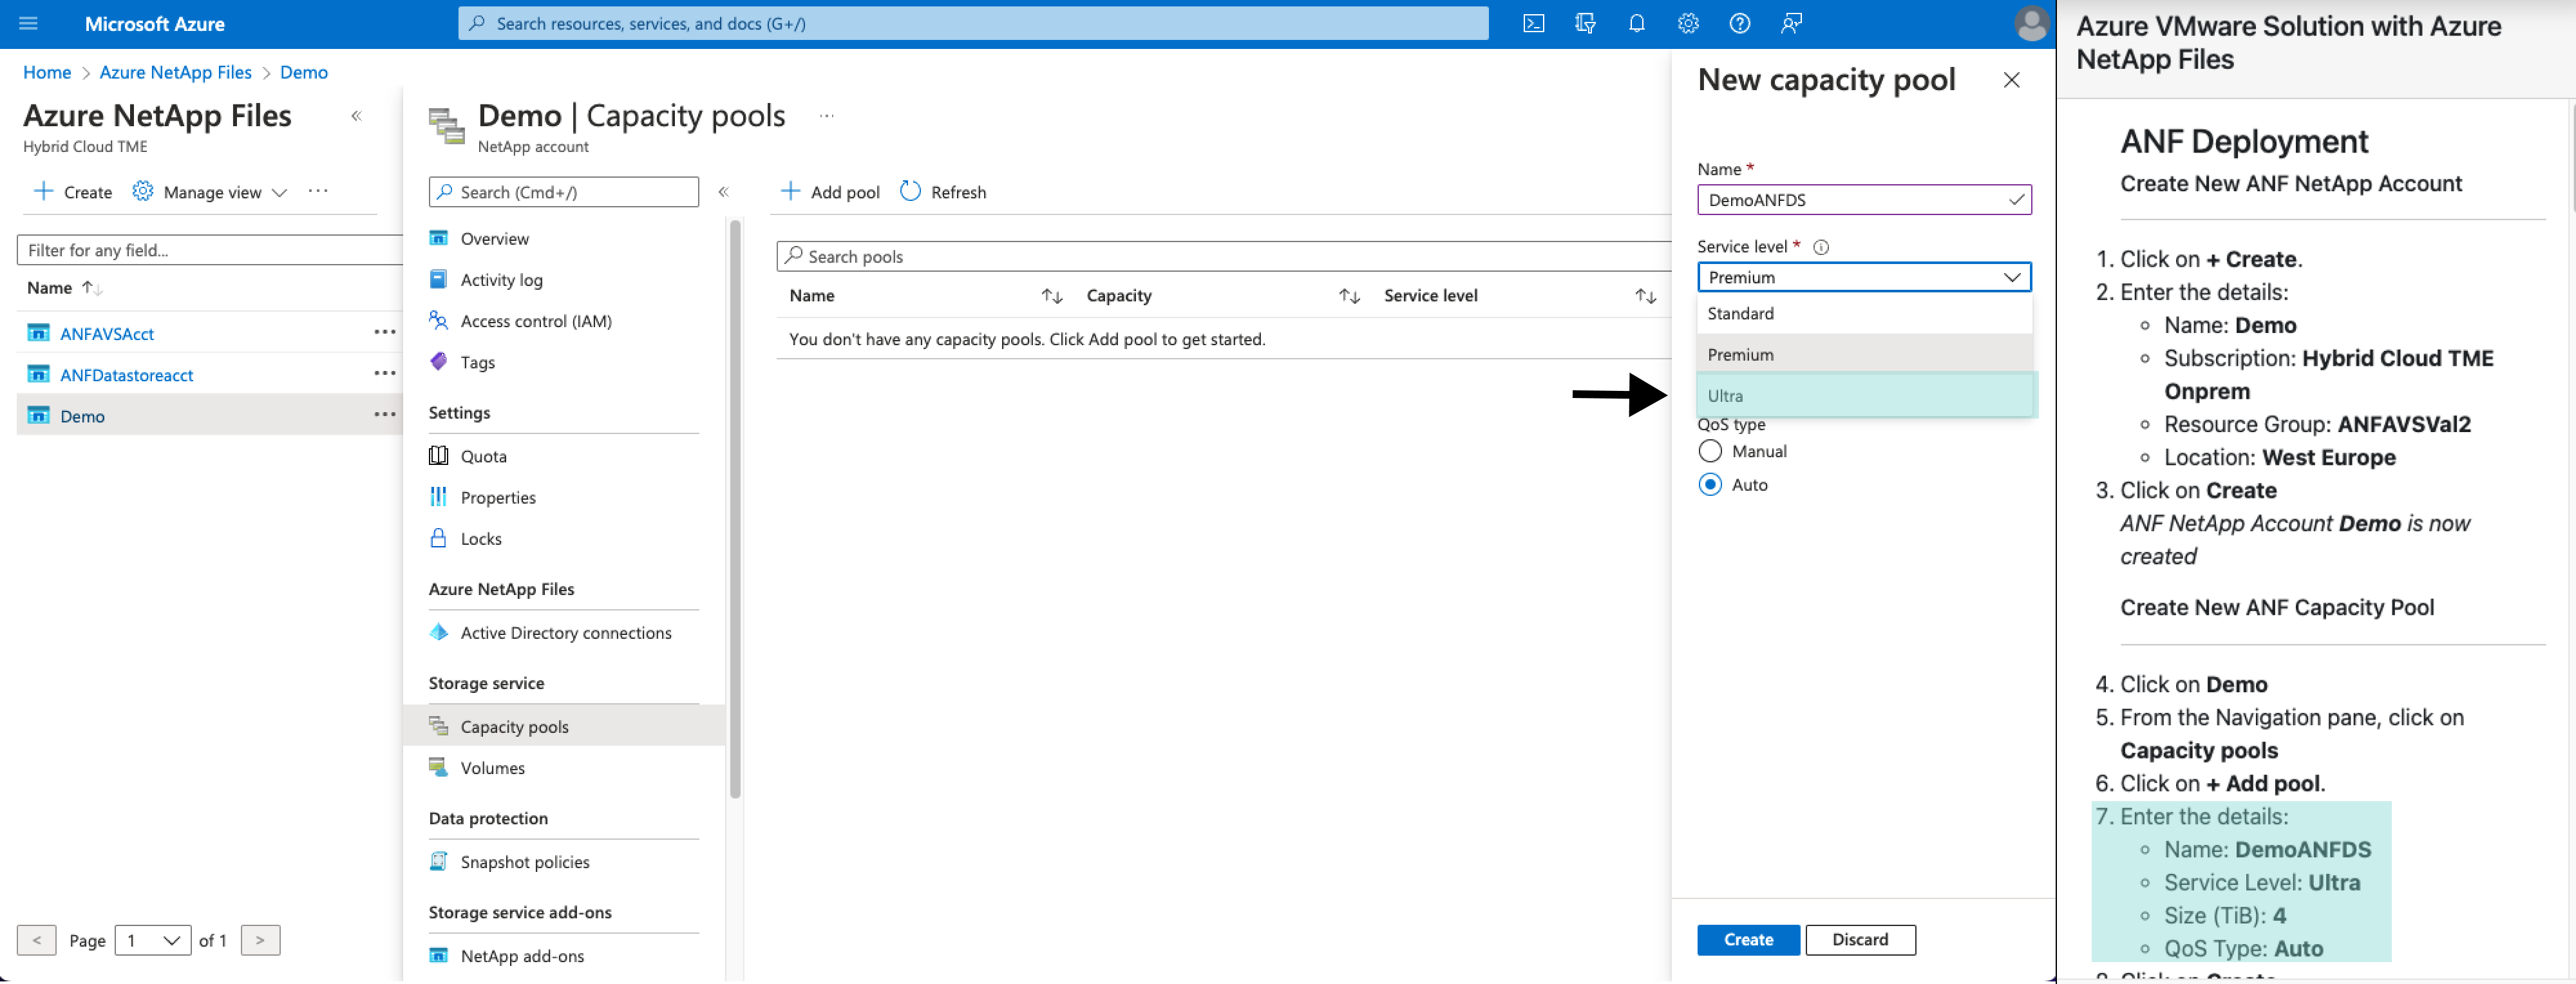 Microsoft Azure
Search resources, services, and docs (G+/)
Home > Azure NetApp Files > Demo
Azure NetApp Files
«
Hybrid Cloud TME
+ Create
Manage view
...
Filter for any field...
Name ↑↓
ANFAVSAcct ...
ANFDatastoreacct ...
Demo ...
< Page 1 of 1 >
Demo | Capacity pools ...
NetApp account
Search (Cmd+/)
«
Overview
Activity log
Access control (IAM)
Tags
Settings
Quota
Properties
Locks
Azure NetApp Files
Active Directory connections
Storage service
Capacity pools
Volumes
Data protection
Snapshot policies
Storage service add-ons
NetApp add-ons
+ Add pool Refresh
Search pools
Name ↑↓ Capacity ↑↓ Service level ↑↓
You don't have any capacity pools. Click Add pool to get started.
New capacity pool
Name *
DemoANFDS
Service level *
Premium
Standard
Premium
Ultra
QoS type
Manual
Auto
Create Discard
Azure VMware Solution with Azure
NetApp Files
ANF Deployment
Create New ANF NetApp Account
1. Click on + Create.
2. Enter the details:
Name: Demo
Subscription: Hybrid Cloud TME
Onprem
Resource Group: ANFAVSVal2
Location: West Europe
3. Click on Create
ANF NetApp Account Demo is now
created
Create New ANF Capacity Pool
4. Click on Demo
5. From the Navigation pane, click on
Capacity pools
6. Click on + Add pool.
7. Enter the details:
Name: DemoANFDS
Service Level: Ultra
Size (TiB): 4
QoS Type: Auto
8. Click on Create